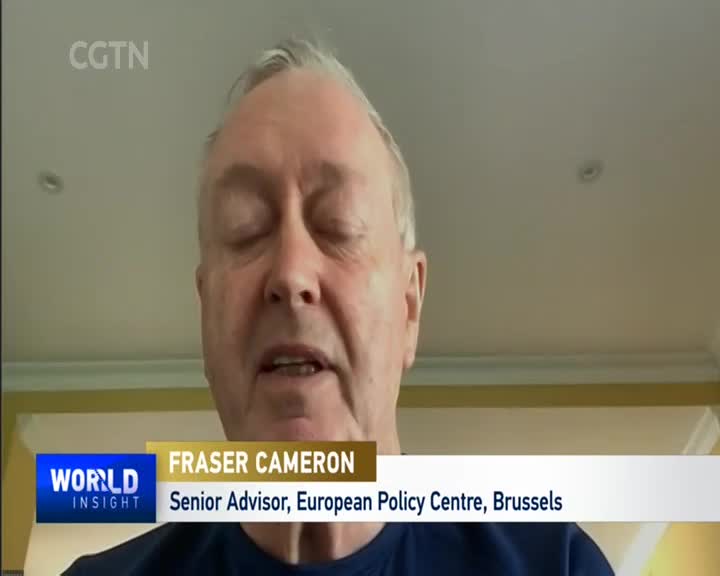 CGTN
FRASER CAMERON
WORLD
INSIGHT
Senior Advisor, European Policy Centre, Brussels